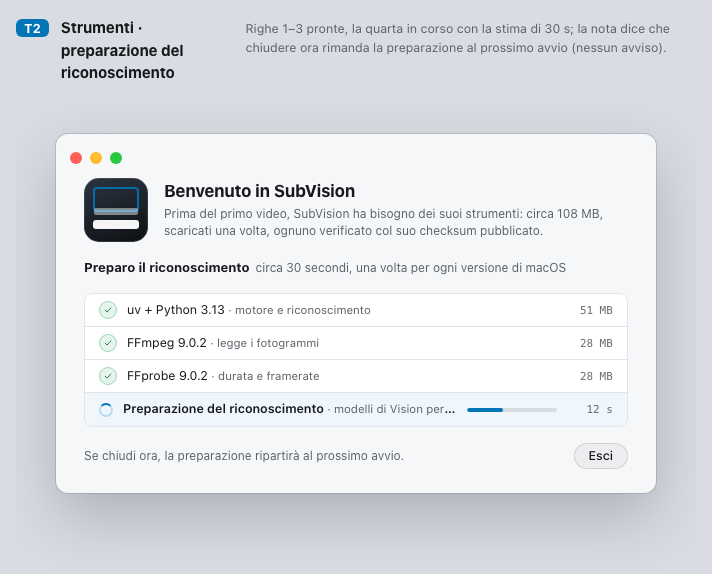 T2
Strumenti ·
preparazione del
riconoscimento
Righe 1–3 pronte, la quarta in corso con la stima di 30 s; la nota dice che
chiudere ora rimanda la preparazione al prossimo avvio (nessun avviso).
Benvenuto in SubVision
Prima del primo video, SubVision ha bisogno dei suoi strumenti: circa 108 MB,
scaricati una volta, ognuno verificato col suo checksum pubblicato.
Preparo il riconoscimento circa 30 secondi, una volta per ogni versione di macOS
uv + Python 3.13 · motore e riconoscimento 51 MB
FFmpeg 9.0.2 · legge i fotogrammi 28 MB
FFprobe 9.0.2 · durata e framerate 28 MB
Preparazione del riconoscimento · modelli di Vision per... 12 s
Se chiudi ora, la preparazione ripartirà al prossimo avvio.
Esci